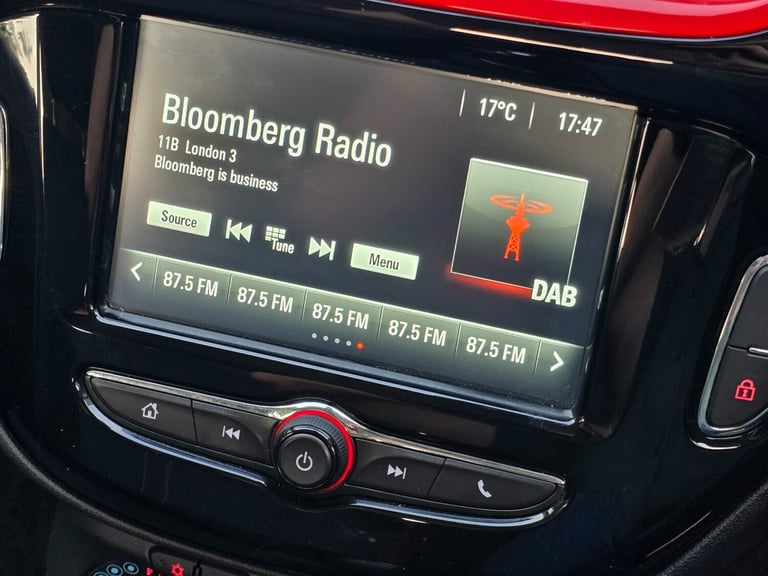 17°C
17:47
Bloomberg Radio
11B London 3
Bloomberg is business
Source
Tune
Menu
DAB
87.5 FM
87.5 FM
87.5 FM
87.5 FM
87.5 FM